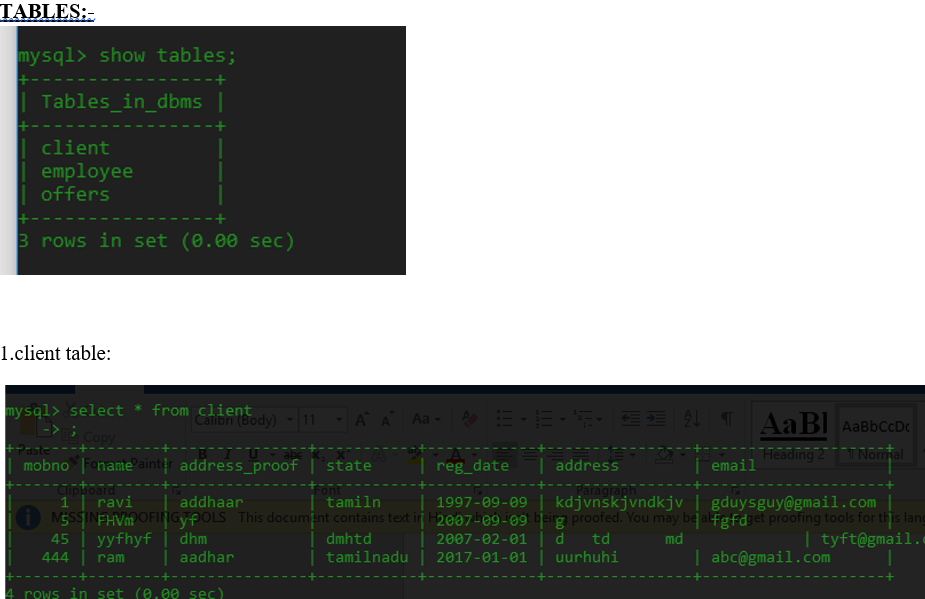 TABLES:-
mysql> show tables;
+----------------+
| Tables_in_dbms |
+----------------+
| client         |
| employee       |
| offers         |
+----------------+
3 rows in set (0.00 sec)
1.client table:
mysql> select * from client
    -> ;
Calibri (Body) 11 Aa
Copy
AaBl AaBbCcDc
Paste
Format Painter
B I U abc x x A
Heading 2 ¶ Normal
| mobno | name | address_proof | state | reg_date | address | email |
Clipboard Font Paragraph
| 1 | ravi | addhaar | tamiln | 1997-09-09 | kdjvnskjvndkjv | gduysguy@gmail.com |
MISSING PROOFING TOOLS This document contains text in being proofed. You may be able get proofing tools for this lan
| 5 | FHVm | yf | | 2007-09-09 | g | fgfd |
| 45 | yyfhyf | dhm | dmhtd | 2007-02-01 | d td md | tyft@gmail.
| 444 | ram | aadhar | tamilnadu | 2017-01-01 | uurhuhi | abc@gmail.com |
4 rows in set (0.00 sec)